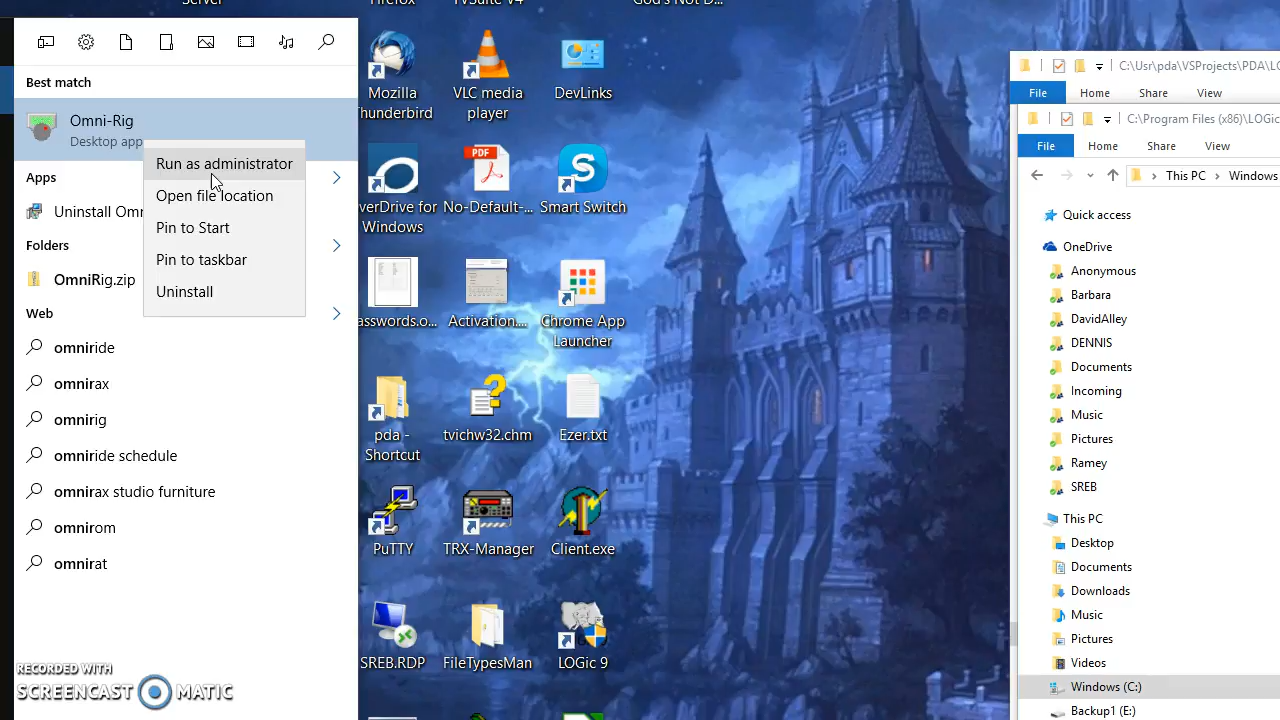 Server
Firefox
TVSuite V4
God's Not D...
Best match
Omni-Rig
Desktop app
Run as administrator
Open file location
Pin to Start
Pin to taskbar
Uninstall
Apps
Uninstall Omr
Folders
OmniRig.zip
Web
omniride
omnirax
omnirig
omniride schedule
omnirax studio furniture
omnirom
omnirat
RECORDED WITH
SCREENCAST MATIC
Mozilla
Thunderbird
VLC media
player
DevLinks
verDrive for
Windows
PDF
No-Default-...
Smart Switch
asswords.o...
Activation....
Chrome App
Launcher
pda -
Shortcut
tvichw32.chm
Ezer.txt
PuTTY
TRX-Manager
Client.exe
SREB.RDP
FileTypesMan
LOGic 9
C:\Usr\pda\VSProjects\PDA\LO
File Home Share View
C:\Program Files (x86)\LOGic
File Home Share View
This PC > Windows
Quick access
OneDrive
Anonymous
Barbara
DavidAlley
DENNIS
Documents
Incoming
Music
Pictures
Ramey
SREB
This PC
Desktop
Documents
Downloads
Music
Pictures
Videos
Windows (C:)
Backup1 (E:)